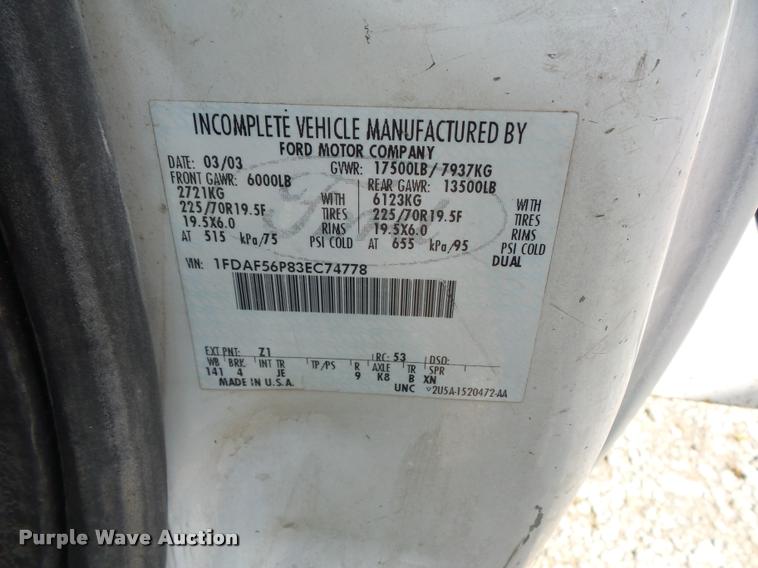 INCOMPLETE VEHICLE MANUFACTURED BY
FORD MOTOR COMPANY
DATE: 03/03 GVWR: 17500LB/ 7937KG
FRONT GAWR: 6000LB REAR GAWR: 13500LB
2721KG WITH 6123KG WITH
225/70R19.5F TIRES 225/70R19.5F TIRES
19.5X6.0 RIMS 19.5X6.0 RIMS
AT 515 kPa/75 PSI COLD AT 655 kPa/95 PSI COLD
DUAL
VIN: 1FDAF56P83EC74778
EXT PNT: Z1 RC: 53 DSO:
WB BRK INT TR TP/PS R AXLE TR SPR
141 4 JE 9 K8 B XN
MADE IN U.S.A. UNC 2U5A-1520472-AA
Purple Wave Auction